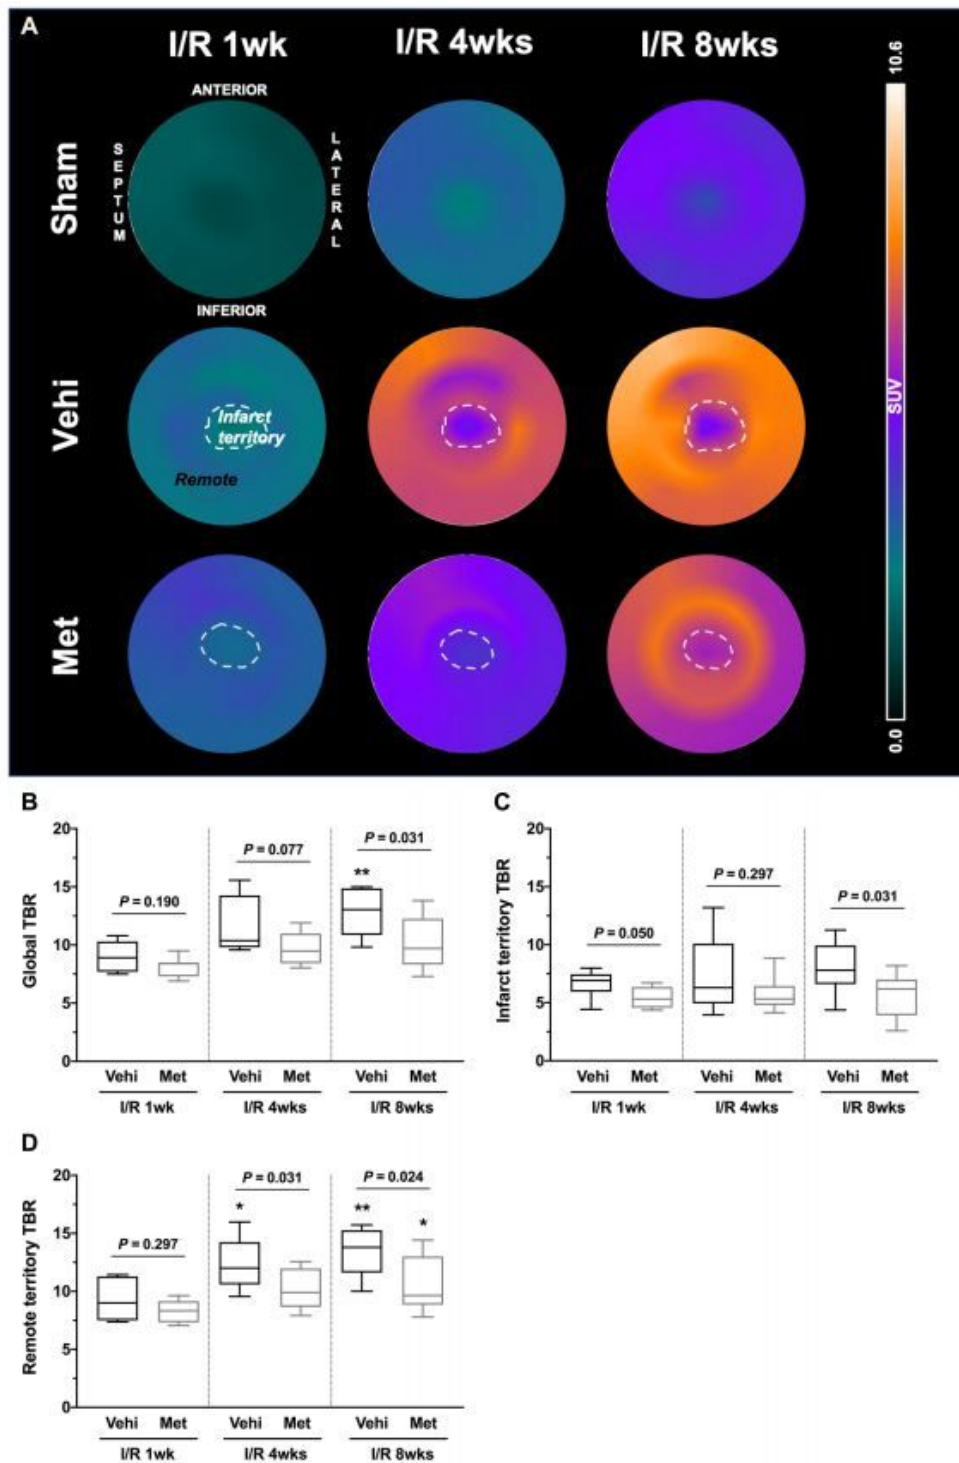 A
I/R 1wk
I/R 4wks
I/R 8wks
10.6
Sham
ANTERIOR
SEPTUM
LATERAL
INFERIOR
Vehi
Infarct
territory
Remote
SUV
Met
0.0
B
Global TBR
20
15
10
5
0
P = 0.190
P = 0.077
P = 0.031
**
Vehi Met Vehi Met Vehi Met
I/R 1wk I/R 4wks I/R 8wks
C
Infarct territory TBR
20
15
10
5
0
P = 0.050
P = 0.297
P = 0.031
Vehi Met Vehi Met Vehi Met
I/R 1wk I/R 4wks I/R 8wks
D
Remote territory TBR
20
15
10
5
0
P = 0.297
P = 0.031
P = 0.024
*
**
*
Vehi Met Vehi Met Vehi Met
I/R 1wk I/R 4wks I/R 8wks